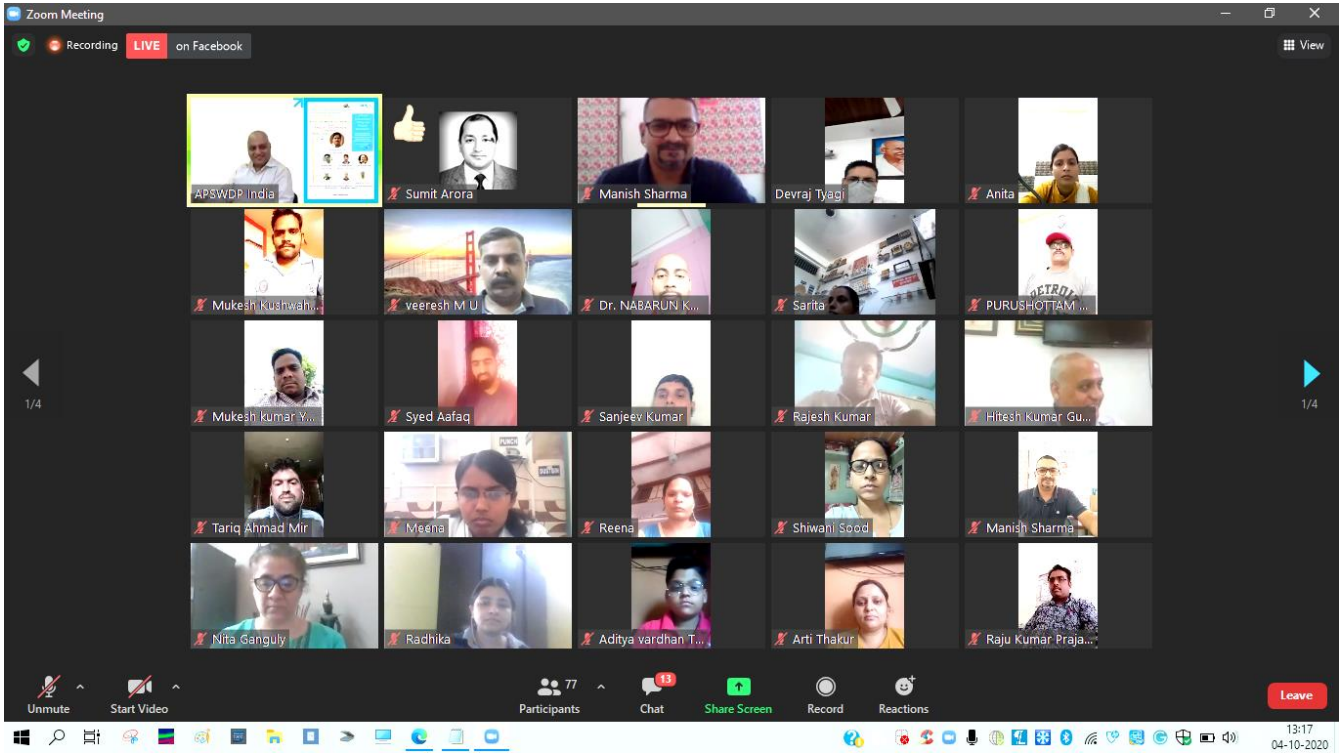 Zoom Meeting
Recording
LIVE
on Facebook
View
APSWDP India
Sumit Arora
Manish Sharma
Devraj Tyagi
Anita
Mukesh Kushwah...
veeresh M U
Dr. NABARUN K...
Sarita
PURUSHOTTAM ...
Mukesh kumar Y...
Syed Aafaq
Sanjeev Kumar
Rajesh Kumar
Hitesh Kumar Gu...
Tariq Ahmad Mir
Meena
Reena
Shiwani Sood
Manish Sharma
Nita Ganguly
Radhika
Aditya vardhan T...
Arti Thakur
Raju Kumar Praja...
1/4
1/4
Unmute
Start Video
77
Participants
13
Chat
Share Screen
Record
Reactions
Leave
13:17
04-10-2020